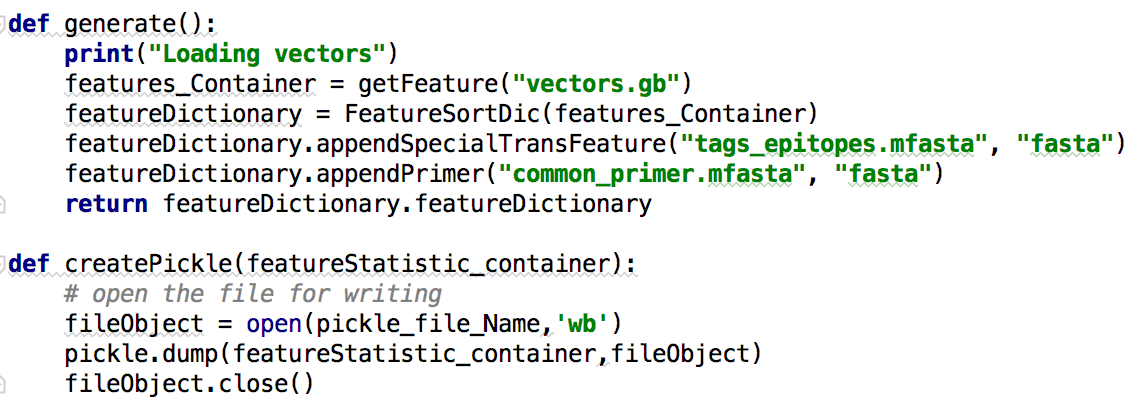 def generate():
    print("Loading vectors")
    features_Container = getFeature("vectors.gb")
    featureDictionary = FeatureSortDic(features_Container)
    featureDictionary.appendSpecialTransFeature("tags_epitopes.mfasta", "fasta")
    featureDictionary.appendPrimer("common_primer.mfasta", "fasta")
    return featureDictionary.featureDictionary

def createPickle(featureStatistic_container):
    # open the file for writing
    fileObject = open(pickle_file_Name,'wb')
    pickle.dump(featureStatistic_container,fileObject)
    fileObject.close()